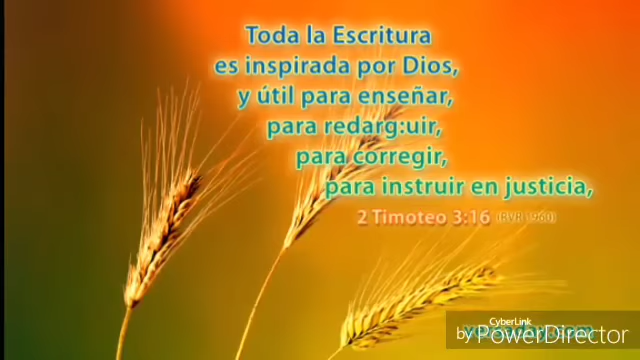 Toda la Escritura
es inspirada por Dios,
y útil para enseñar,
para redarg:uir,
para corregir,
para instruir en justicia,
2 Timoteo 3:16 (RVR 1960)
CyberLink
by PowerDirector